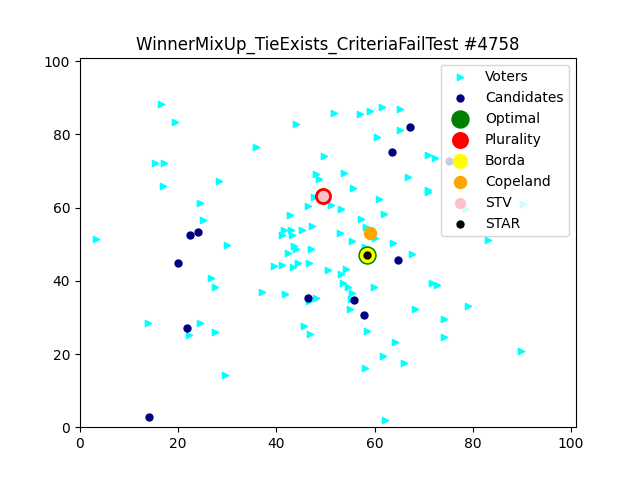 WinnerMixUp_TieExists_CriteriaFailTest #4758
100
80
60
40
20
0
0
20
40
60
80
100
Voters
Candidates
Optimal
Plurality
Borda
Copeland
STV
STAR